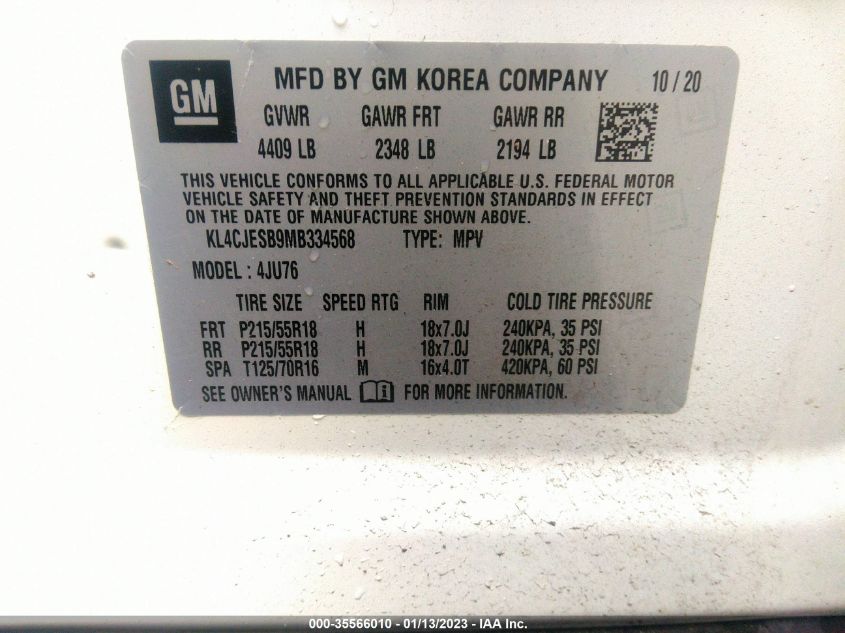 GM
MFD BY GM KOREA COMPANY 10/20
GVWR GAWR FRT GAWR RR
4409 LB 2348 LB 2194 LB
THIS VEHICLE CONFORMS TO ALL APPLICABLE U.S. FEDERAL MOTOR
VEHICLE SAFETY AND THEFT PREVENTION STANDARDS IN EFFECT
ON THE DATE OF MANUFACTURE SHOWN ABOVE.
KL4CJESB9MB334568 TYPE: MPV
MODEL : 4JU76
TIRE SIZE SPEED RTG RIM COLD TIRE PRESSURE
FRT P215/55R18 H 18x7.0J 240KPA, 35 PSI
RR P215/55R18 H 18x7.0J 240KPA, 35 PSI
SPA T125/70R16 M 16x4.0T 420KPA, 60 PSI
SEE OWNER'S MANUAL i FOR MORE INFORMATION.
000-35566010 - 01/13/2023 - IAA Inc.